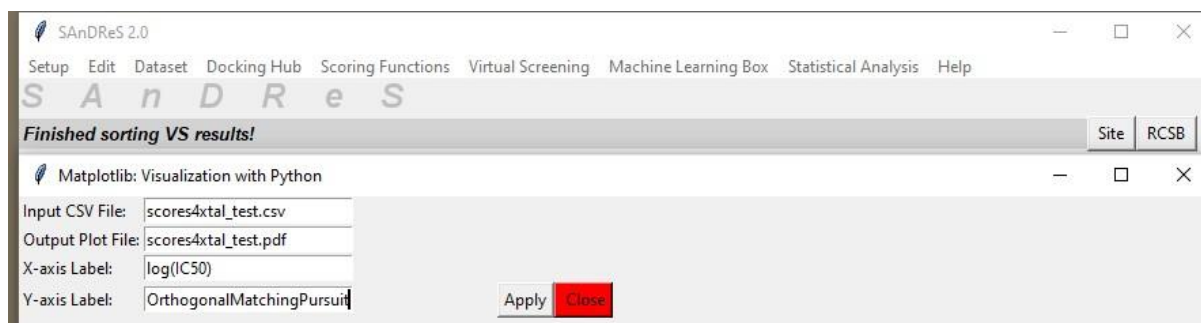 SAnDReS 2.0
Setup Edit Dataset Docking Hub Scoring Functions Virtual Screening Machine Learning Box Statistical Analysis Help
S A n D R e S
Finished sorting VS results! Site RCSB
Matplotlib: Visualization with Python
Input CSV File: scores4xtal_test.csv
Output Plot File: scores4xtal_test.pdf
X-axis Label: log(IC50)
Y-axis Label: OrthogonalMatchingPursuit Apply Close